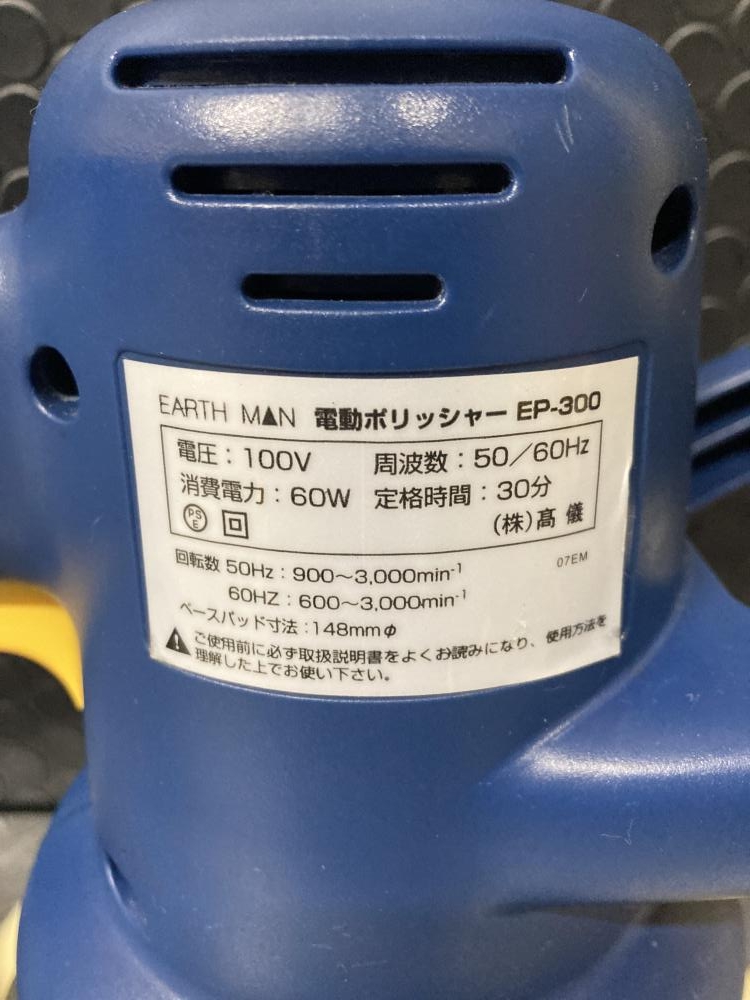 EARTH MAN 電動ポリッシャー EP-300
電圧：100V 周波数：50／60Hz
消費電力：60W 定格時間：30分
PSE 回 (株)髙儀
回転数 50Hz：900〜3,000min⁻¹ 07EM
60HZ：600〜3,000min⁻¹
ベースパッド寸法：148mmφ
ご使用前に必ず取扱説明書をよくお読みになり、使用方法を
理解した上でお使い下さい。